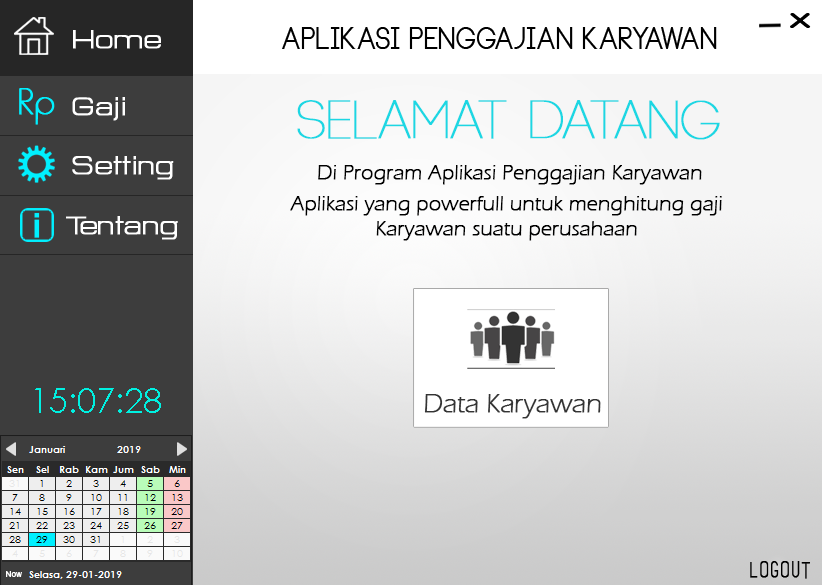 Home
Rp Gaji
Setting
Tentang
15:07:28
Januari 2019
Sen Sel Rab Kam Jum Sab Min
31 1 2 3 4 5 6
7 8 9 10 11 12 13
14 15 16 17 18 19 20
21 22 23 24 25 26 27
28 29 30 31 1 2 3
4 5 6 7 8 9 10
Now Selasa, 29-01-2019
APLIKASI PENGGAJIAN KARYAWAN
SELAMAT DATANG
Di Program Aplikasi Penggajian Karyawan
Aplikasi yang powerfull untuk menghitung gaji
Karyawan suatu perusahaan
Data Karyawan
LOGOUT